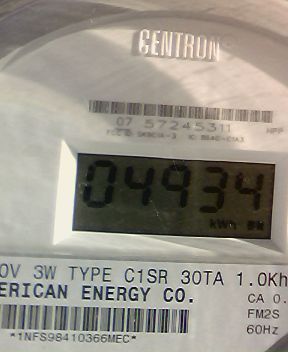 CENTRON
07 57245311
04934
kWh
0V 3W TYPE C1SR 30TA 1.0Kh
ERICAN ENERGY CO.
CA 0.
FM2S
60Hz
*1NFS98410366MEC*